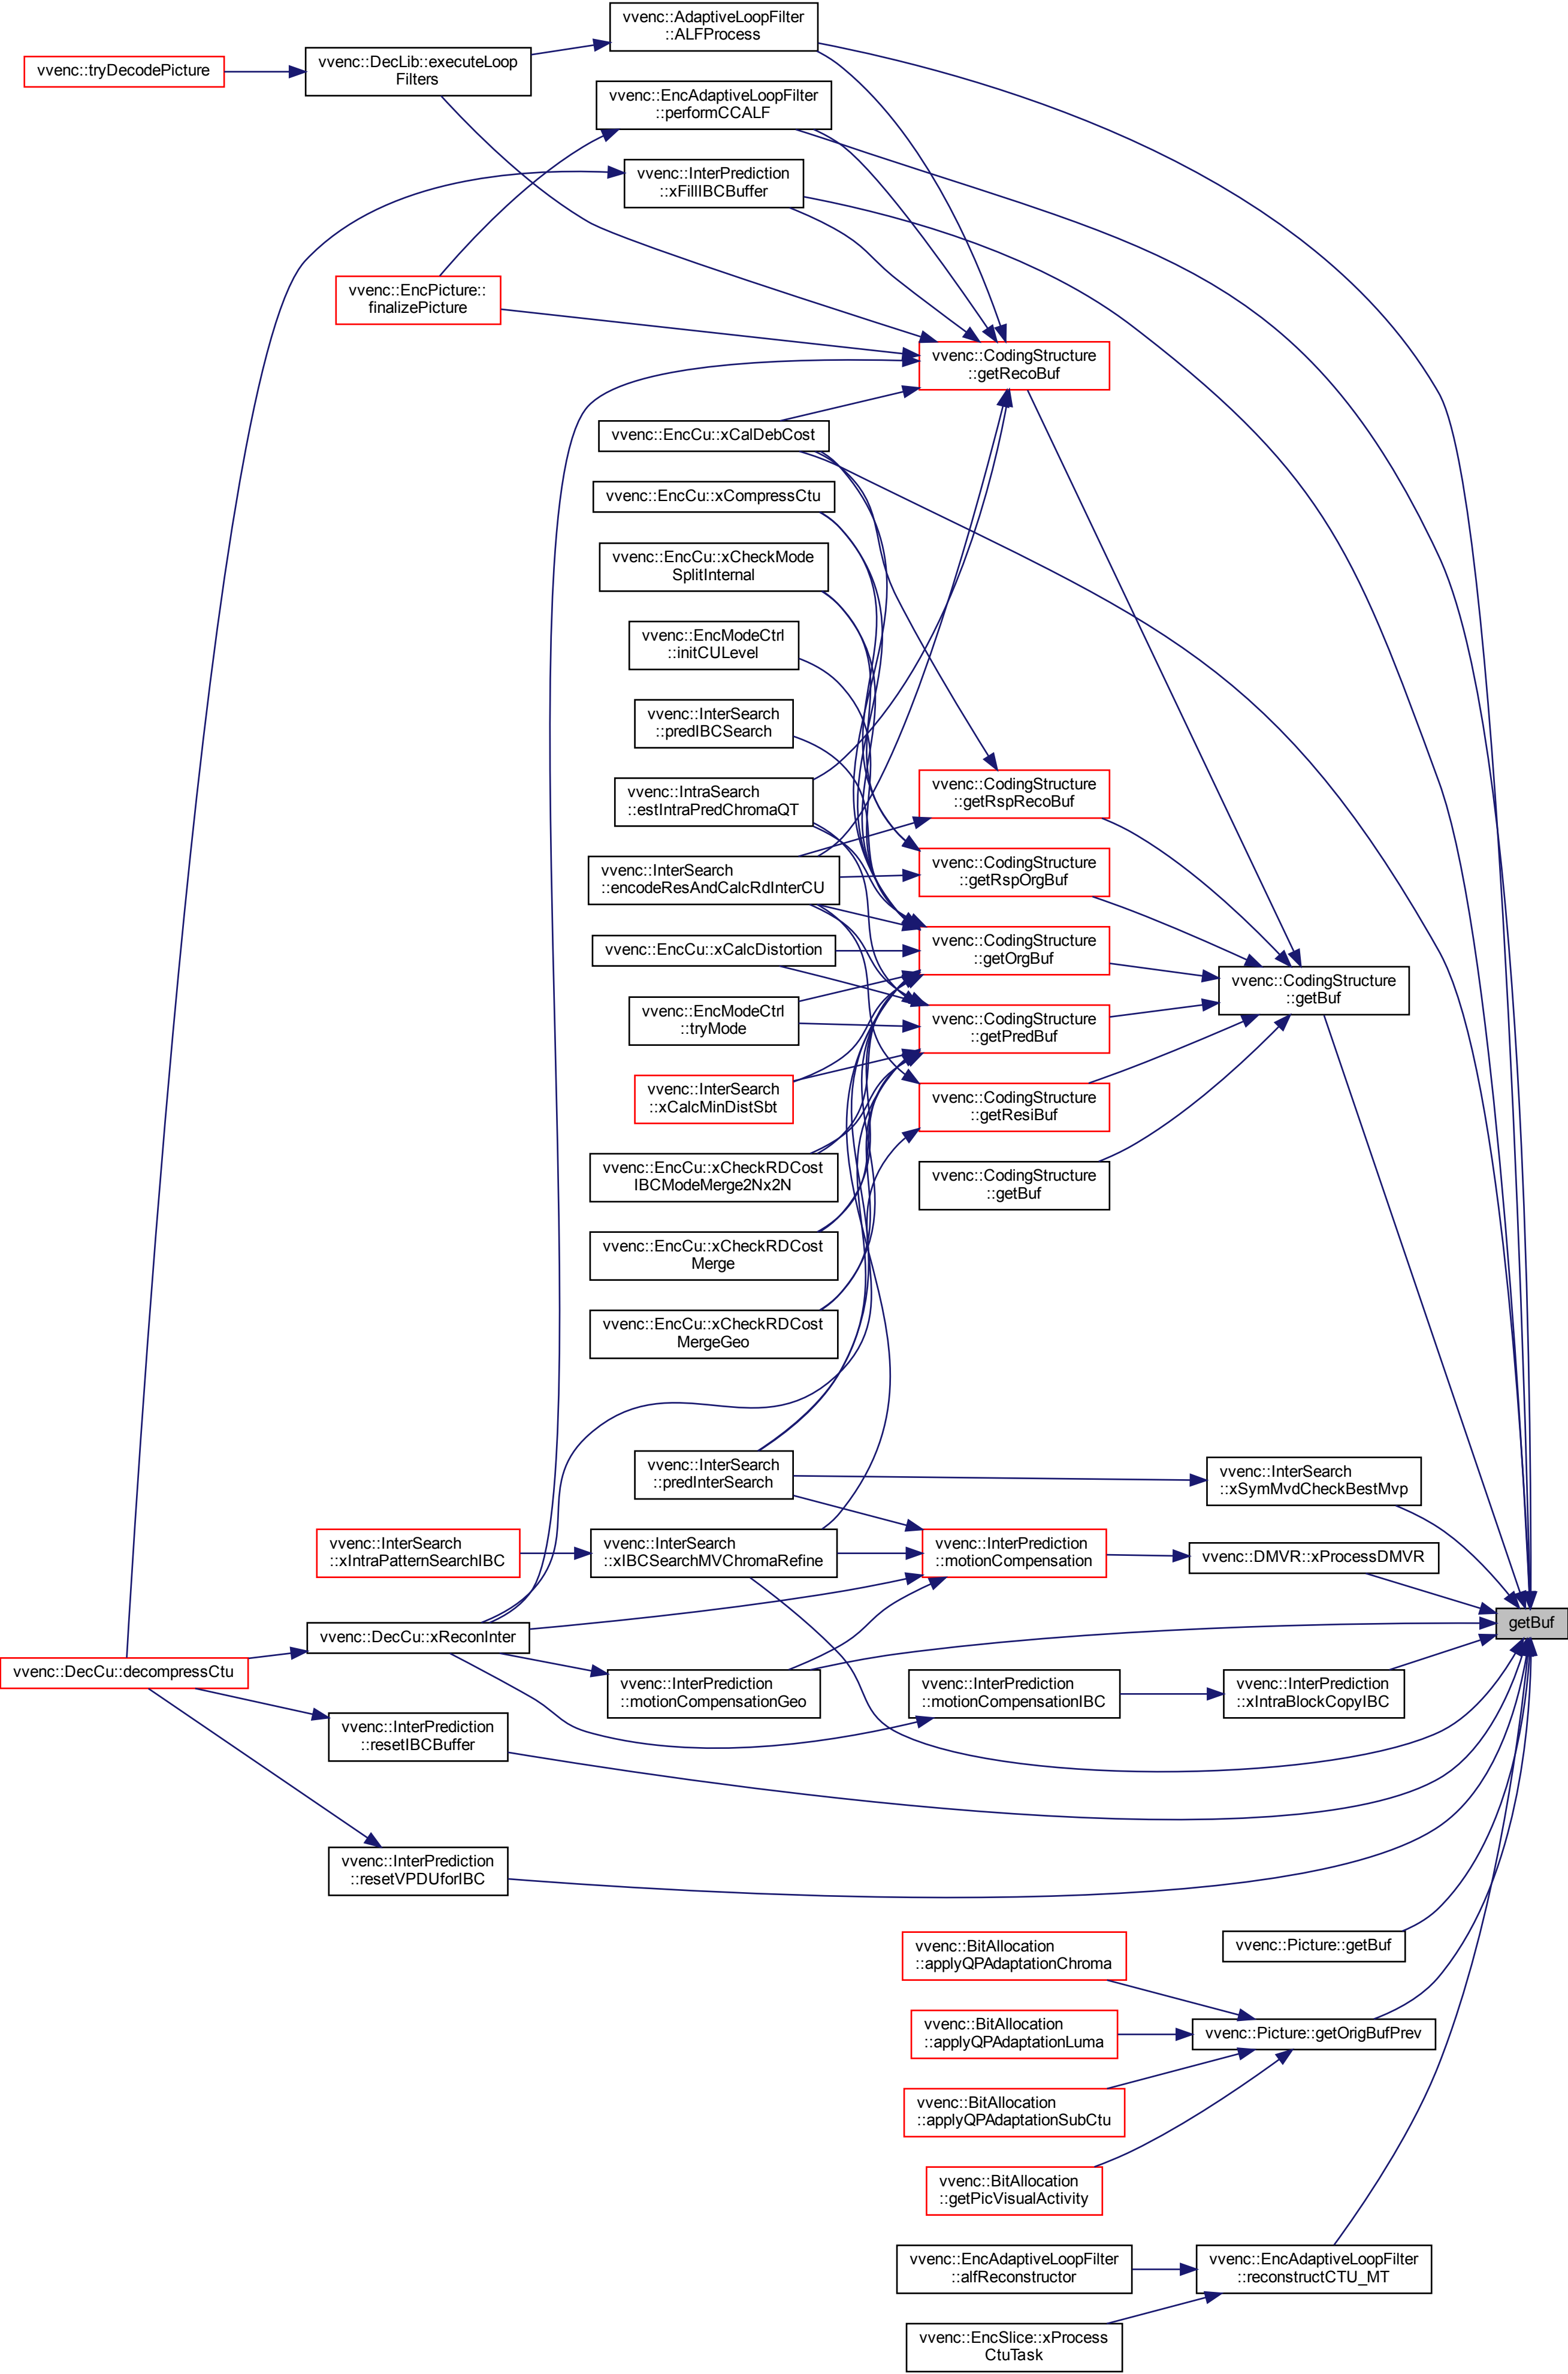 vvenc::AdaptiveLoopFilter
::ALFProcess
vvenc::tryDecodePicture
vvenc::DecLib::executeLoop
Filters
vvenc::EncAdaptiveLoopFilter
::performCCALF
vvenc::InterPrediction
::xFillIBCBuffer
vvenc::EncPicture::
finalizePicture
vvenc::CodingStructure
::getRecoBuf
vvenc::EncCu::xCalDebCost
vvenc::EncCu::xCompressCtu
vvenc::EncCu::xCheckMode
SplitInternal
vvenc::EncModeCtrl
::initCULevel
vvenc::InterSearch
::predIBCSearch
vvenc::IntraSearch
::estIntraPredChromaQT
vvenc::CodingStructure
::getRspRecoBuf
vvenc::InterSearch
::encodeResAndCalcRdInterCU
vvenc::CodingStructure
::getRspOrgBuf
vvenc::EncCu::xCalcDistortion
vvenc::CodingStructure
::getOrgBuf
vvenc::CodingStructure
::getBuf
vvenc::EncModeCtrl
::tryMode
vvenc::CodingStructure
::getPredBuf
vvenc::InterSearch
::xCalcMinDistSbt
vvenc::CodingStructure
::getResiBuf
vvenc::EncCu::xCheckRDCost
IBCModeMerge2Nx2N
vvenc::CodingStructure
::getBuf
vvenc::EncCu::xCheckRDCost
Merge
vvenc::EncCu::xCheckRDCost
MergeGeo
vvenc::InterSearch
::predInterSearch
vvenc::InterSearch
::xSymMvdCheckBestMvp
vvenc::InterSearch
::xIntraPatternSearchIBC
vvenc::InterSearch
::xIBCSearchMVChromaRefine
vvenc::InterPrediction
::motionCompensation
vvenc::DMVR::xProcessDMVR
getBuf
vvenc::DecCu::xReconInter
vvenc::DecCu::decompressCtu
vvenc::InterPrediction
::motionCompensationGeo
vvenc::InterPrediction
::motionCompensationIBC
vvenc::InterPrediction
::xIntraBlockCopyIBC
vvenc::InterPrediction
::resetIBCBuffer
vvenc::InterPrediction
::resetVPDUforIBC
vvenc::Picture::getBuf
vvenc::BitAllocation
::applyQPAdaptationChroma
vvenc::BitAllocation
::applyQPAdaptationLuma
vvenc::Picture::getOrigBufPrev
vvenc::BitAllocation
::applyQPAdaptationSubCtu
vvenc::BitAllocation
::getPicVisualActivity
vvenc::EncAdaptiveLoopFilter
::alfReconstructor
vvenc::EncAdaptiveLoopFilter
::reconstructCTU_MT
vvenc::EncSlice::xProcess
CtuTask